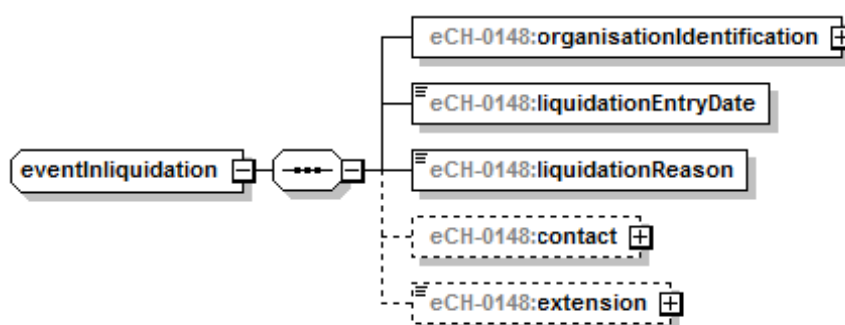 eCH-0148:organisationIdentification
eCH-0148:liquidationEntryDate
eventInliquidation
eCH-0148:liquidationReason
eCH-0148:contact
eCH-0148:extension